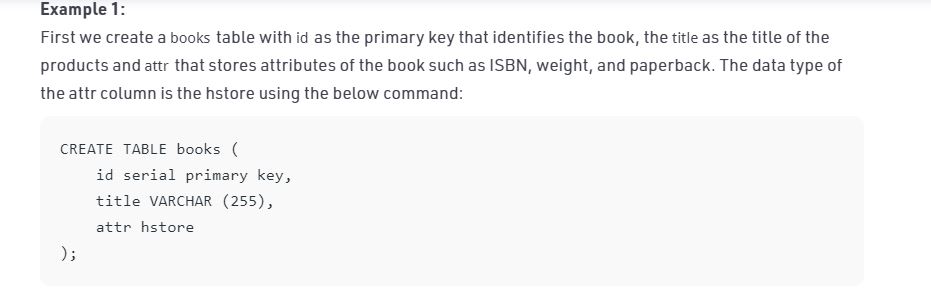 Example 1:
First we create a books table with id as the primary key that identifies the book, the title as the title of the
products and attr that stores attributes of the book such as ISBN, weight, and paperback. The data type of
the attr column is the hstore using the below command:
CREATE TABLE books (
    id serial primary key,
    title VARCHAR (255),
    attr hstore
);